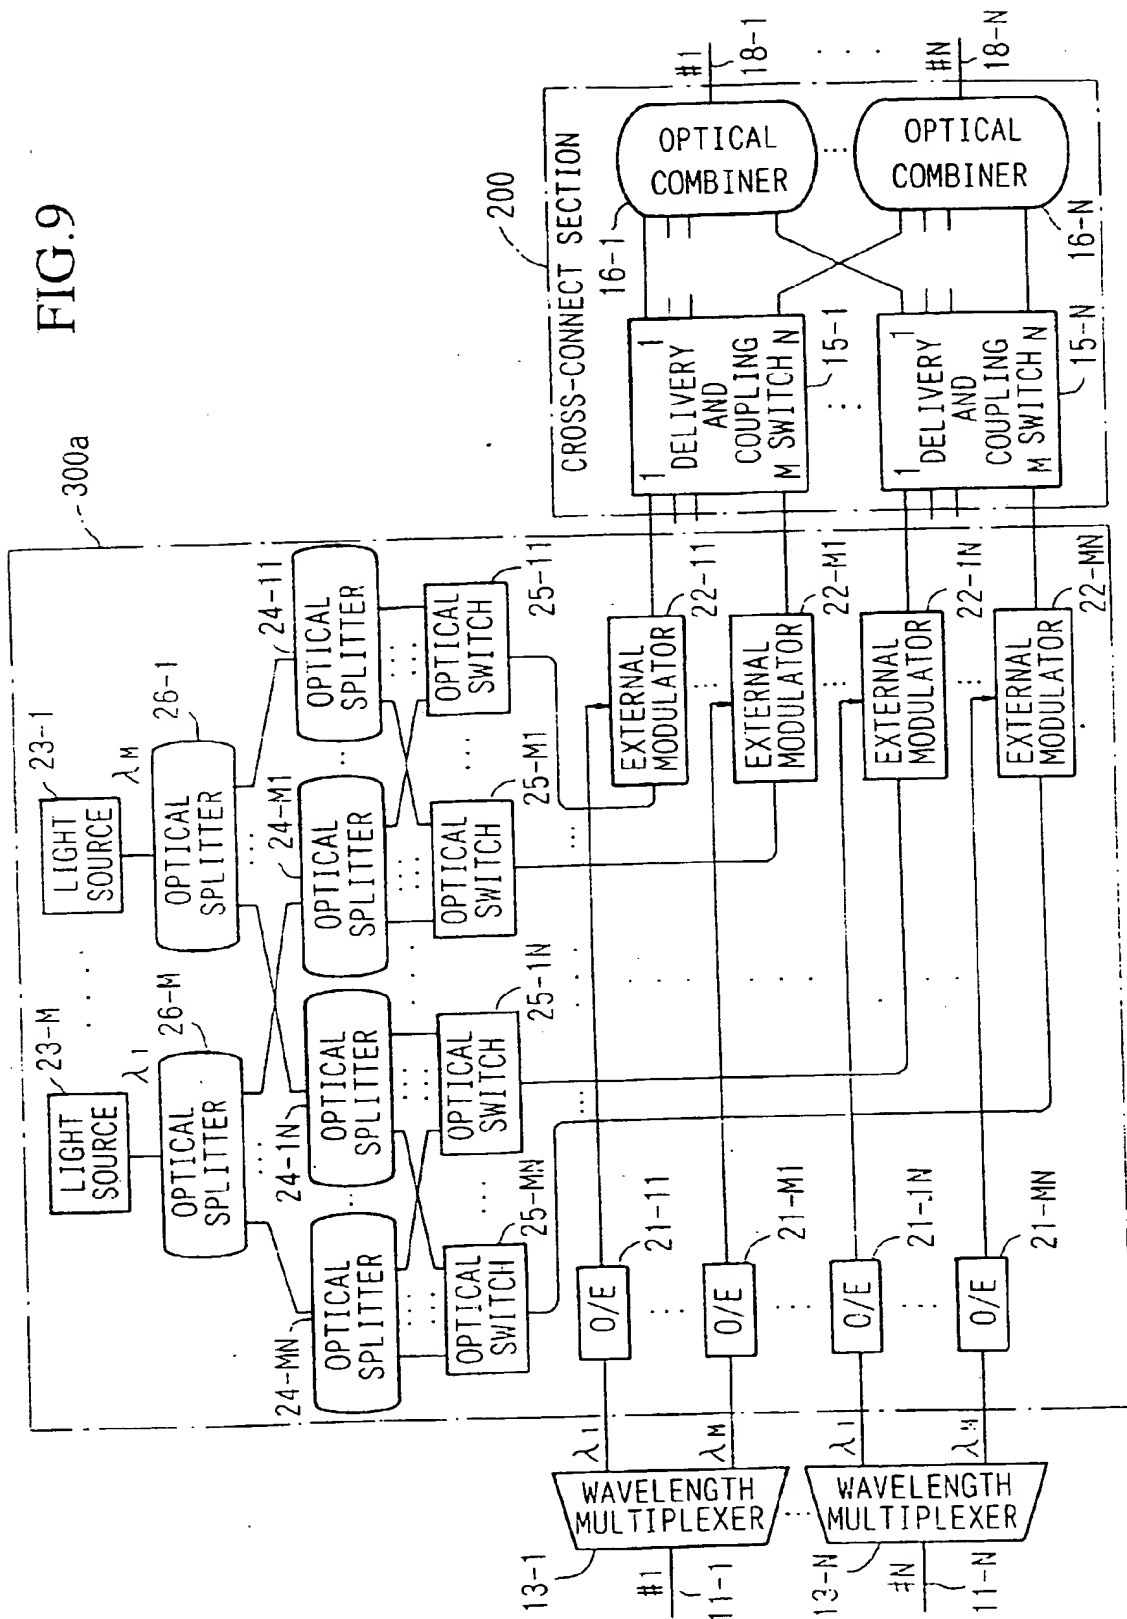 FIG.9
300a
23-M
LIGHT
SOURCE
λ1
26-M
OPTICAL
SPLITTER
23-1
LIGHT
SOURCE
λM
26-1
OPTICAL
SPLITTER
24-MN
OPTICAL
SPLITTER
24-1N
OPTICAL
SPLITTER
24-M1
OPTICAL
SPLITTER
24-11
OPTICAL
SPLITTER
25-MN
OPTICAL
SWITCH
25-1N
OPTICAL
SWITCH
25-M1
OPTICAL
SWITCH
25-11
OPTICAL
SWITCH
200
CROSS-CONNECT SECTION
13-1
WAVELENGTH
MULTIPLEXER
#1
11-1
λ1
O/E
21-11
EXTERNAL
MODULATOR
22-11
λM
O/E
21-M1
EXTERNAL
MODULATOR
22-M1
1 1
DELIVERY
AND
COUPLING
M SWITCH N
15-1
16-1
OPTICAL
COMBINER
#1
18-1
13-N
WAVELENGTH
MULTIPLEXER
#N
11-N
λ1
O/E
21-1N
EXTERNAL
MODULATOR
22-1N
λM
O/E
21-MN
EXTERNAL
MODULATOR
22-MN
1 1
DELIVERY
AND
COUPLING
M SWITCH N
15-N
16-N
OPTICAL
COMBINER
#N
18-N